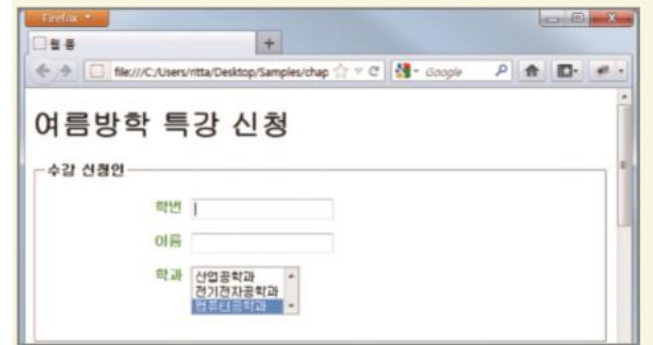 Firefox
웹 폼
file:///C:/Users/ritta/Desktop/Samples/chap
Google
여름방학 특강 신청
수강 신청인
학번
이름
학과
산업공학과
전기전자공학과
컴퓨터공학과